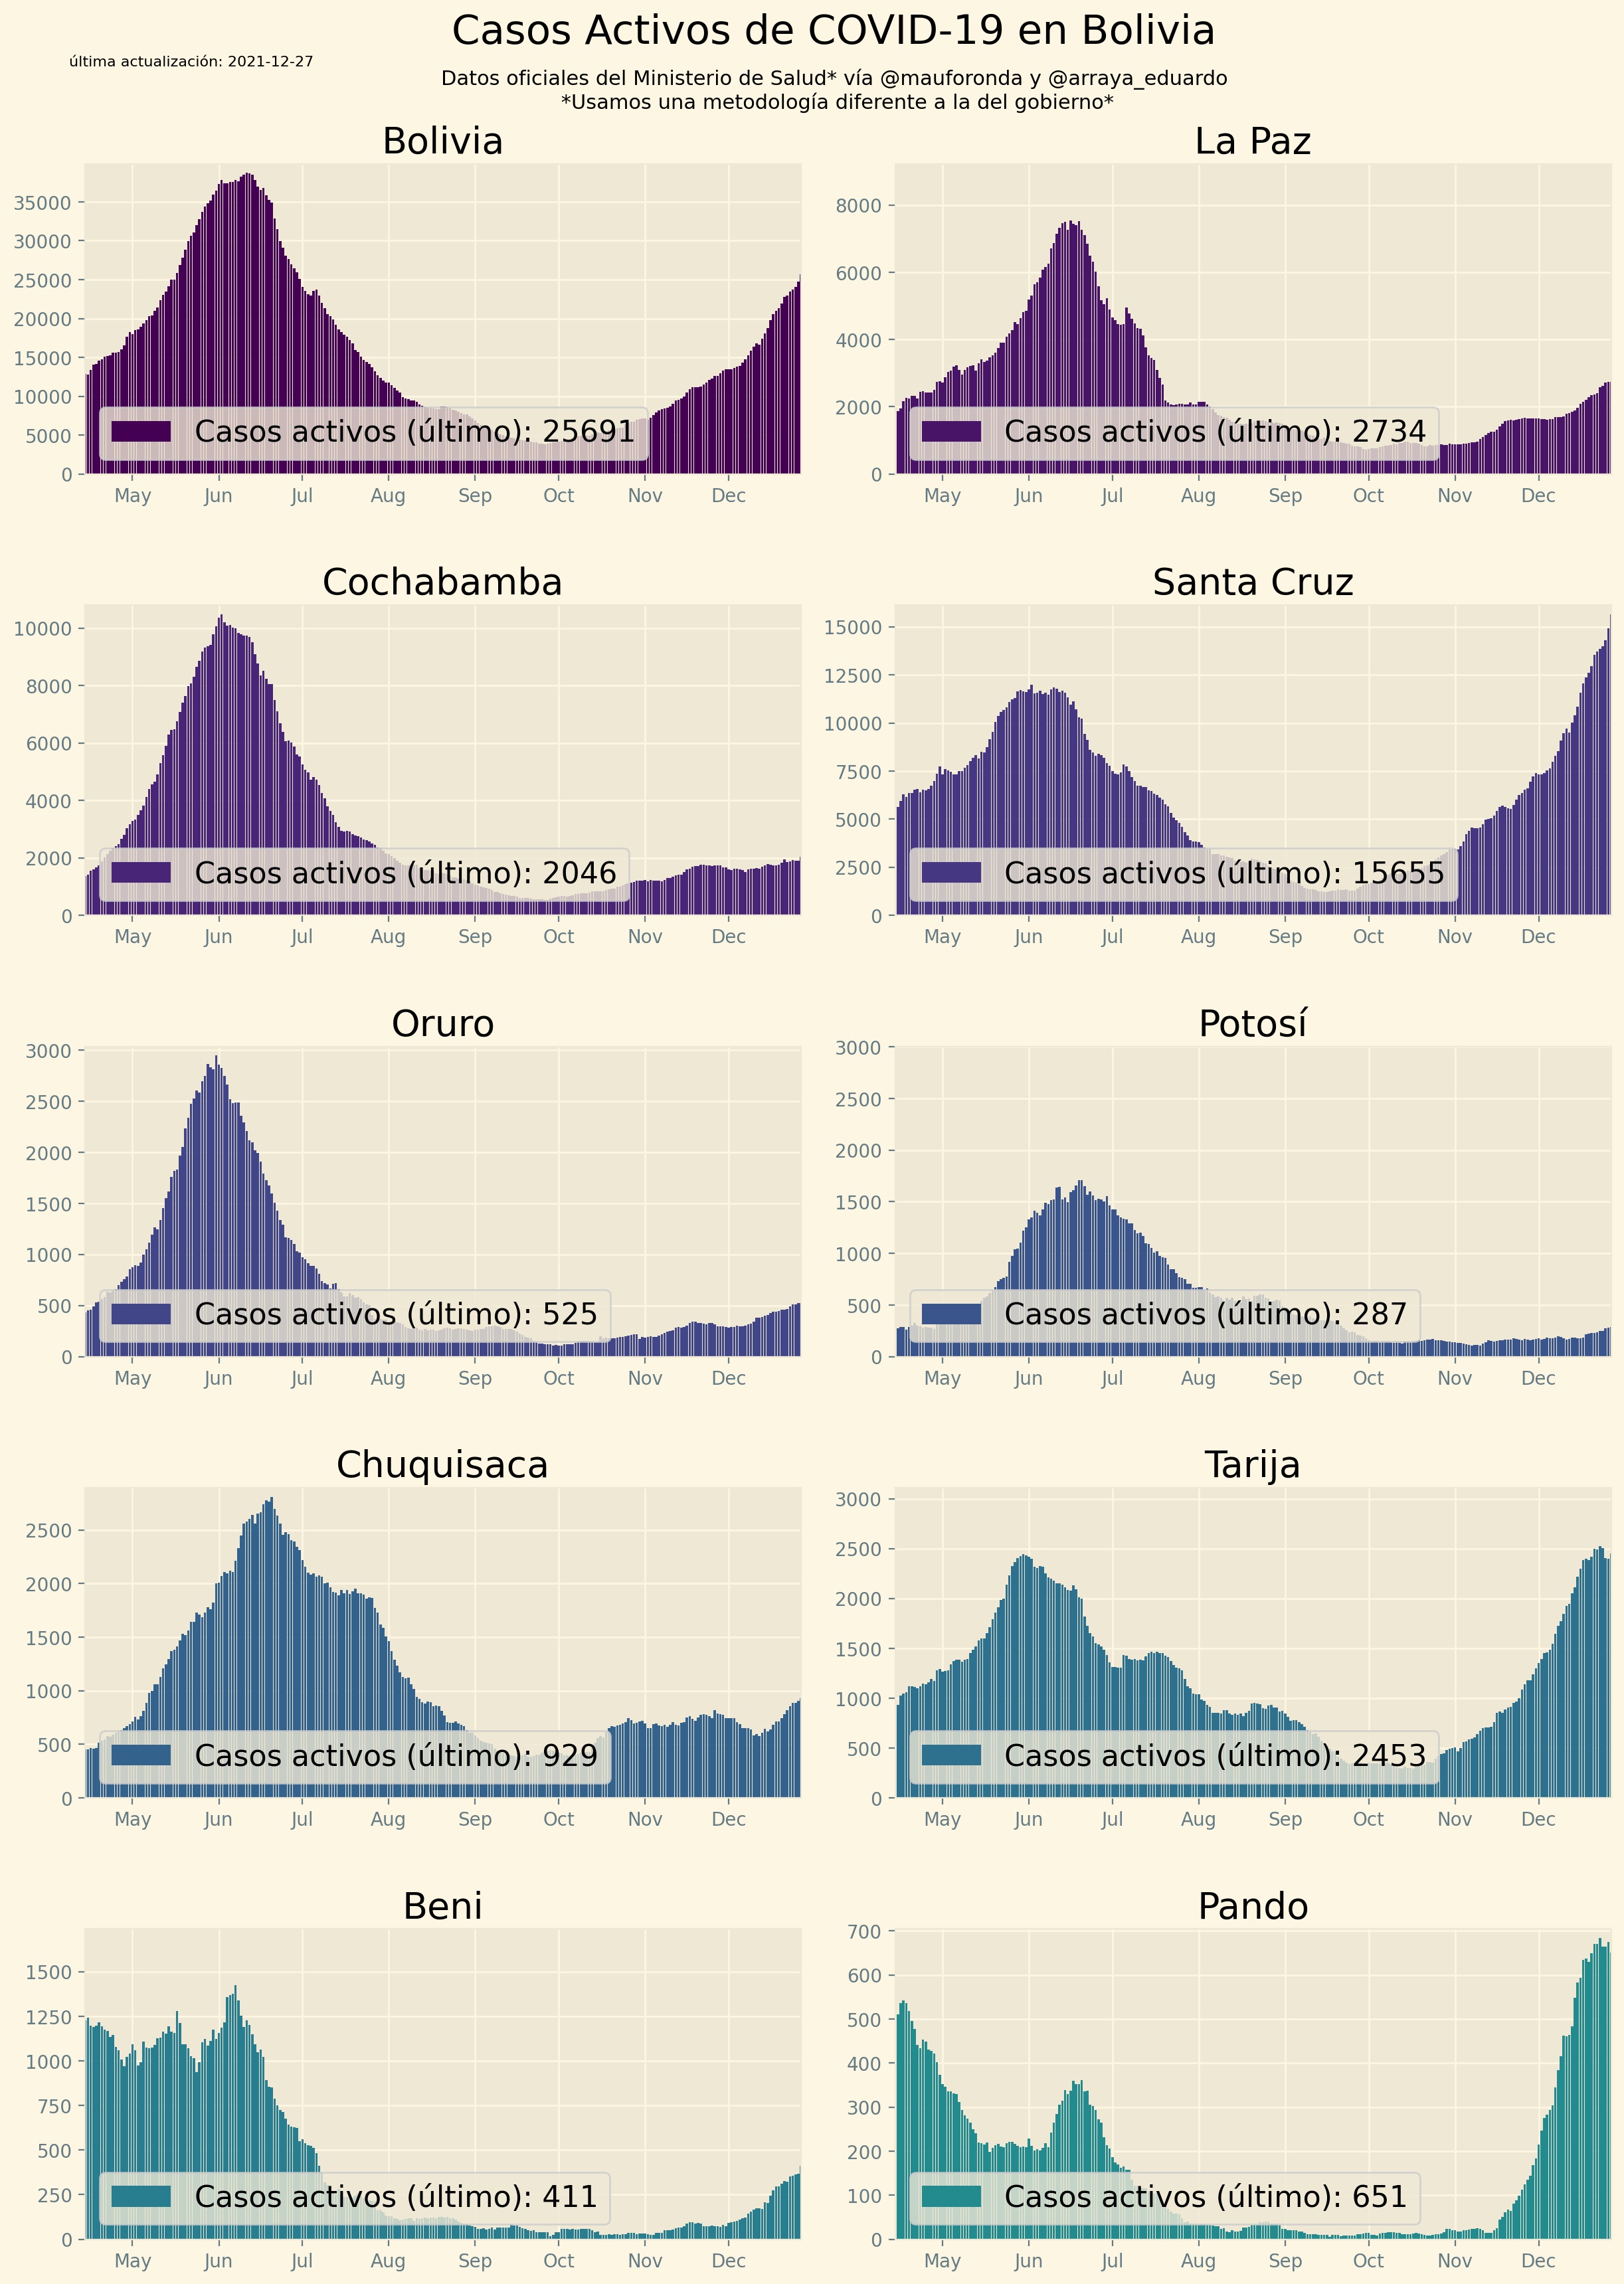 Casos Activos de COVID-19 en Bolivia
última actualización: 2021-12-27
Datos oficiales del Ministerio de Salud* vía @mauforonda y @arraya_eduardo
*Usamos una metodología diferente a la del gobierno*
Bolivia
35000
30000
25000
20000
15000
10000
5000
0
Casos activos (último): 25691
May Jun Jul Aug Sep Oct Nov Dec
La Paz
8000
6000
4000
2000
0
Casos activos (último): 2734
May Jun Jul Aug Sep Oct Nov Dec
Cochabamba
10000
8000
6000
4000
2000
0
Casos activos (último): 2046
May Jun Jul Aug Sep Oct Nov Dec
Santa Cruz
15000
12500
10000
7500
5000
2500
0
Casos activos (último): 15655
May Jun Jul Aug Sep Oct Nov Dec
Oruro
3000
2500
2000
1500
1000
500
0
Casos activos (último): 525
May Jun Jul Aug Sep Oct Nov Dec
Potosí
3000
2500
2000
1500
1000
500
0
Casos activos (último): 287
May Jun Jul Aug Sep Oct Nov Dec
Chuquisaca
2500
2000
1500
1000
500
0
Casos activos (último): 929
May Jun Jul Aug Sep Oct Nov Dec
Tarija
3000
2500
2000
1500
1000
500
0
Casos activos (último): 2453
May Jun Jul Aug Sep Oct Nov Dec
Beni
1500
1250
1000
750
500
250
0
Casos activos (último): 411
May Jun Jul Aug Sep Oct Nov Dec
Pando
700
600
500
400
300
200
100
0
Casos activos (último): 651
May Jun Jul Aug Sep Oct Nov Dec